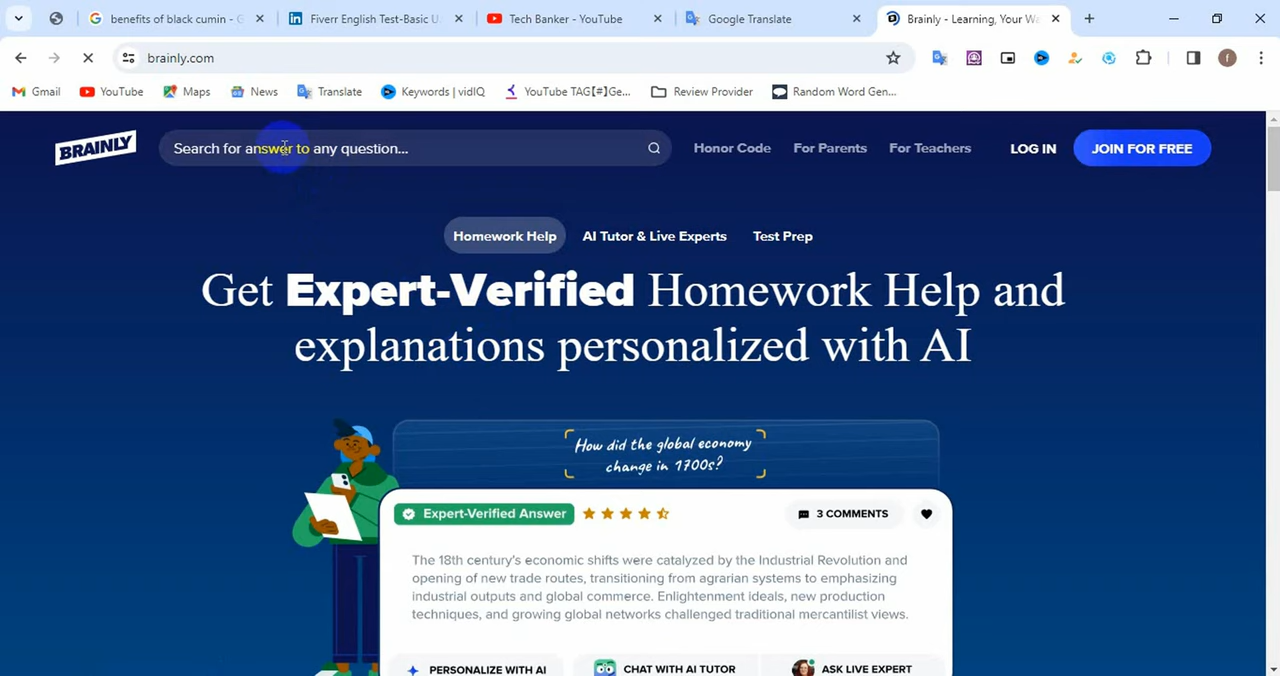 benefits of black cumin - G
Fiverr English Test-Basic U
Tech Banker - YouTube
Google Translate
Brainly - Learning, Your Wa
brainly.com
f
Gmail
YouTube
Maps
News
Translate
Keywords | vidIQ
YouTube TAG【#】Ge...
Review Provider
Random Word Gen...
BRAINLY
Search for answer to any question...
Honor Code
For Parents
For Teachers
LOG IN
JOIN FOR FREE
Homework Help
AI Tutor & Live Experts
Test Prep
Get Expert-Verified Homework Help and
explanations personalized with AI
How did the global economy
change in 1700s?
Expert-Verified Answer
3 COMMENTS
The 18th century's economic shifts were catalyzed by the Industrial Revolution and
opening of new trade routes, transitioning from agrarian systems to emphasizing
industrial outputs and global commerce. Enlightenment ideals, new production
techniques, and growing global networks challenged traditional mercantilist views.
PERSONALIZE WITH AI
CHAT WITH AI TUTOR
ASK LIVE EXPERT